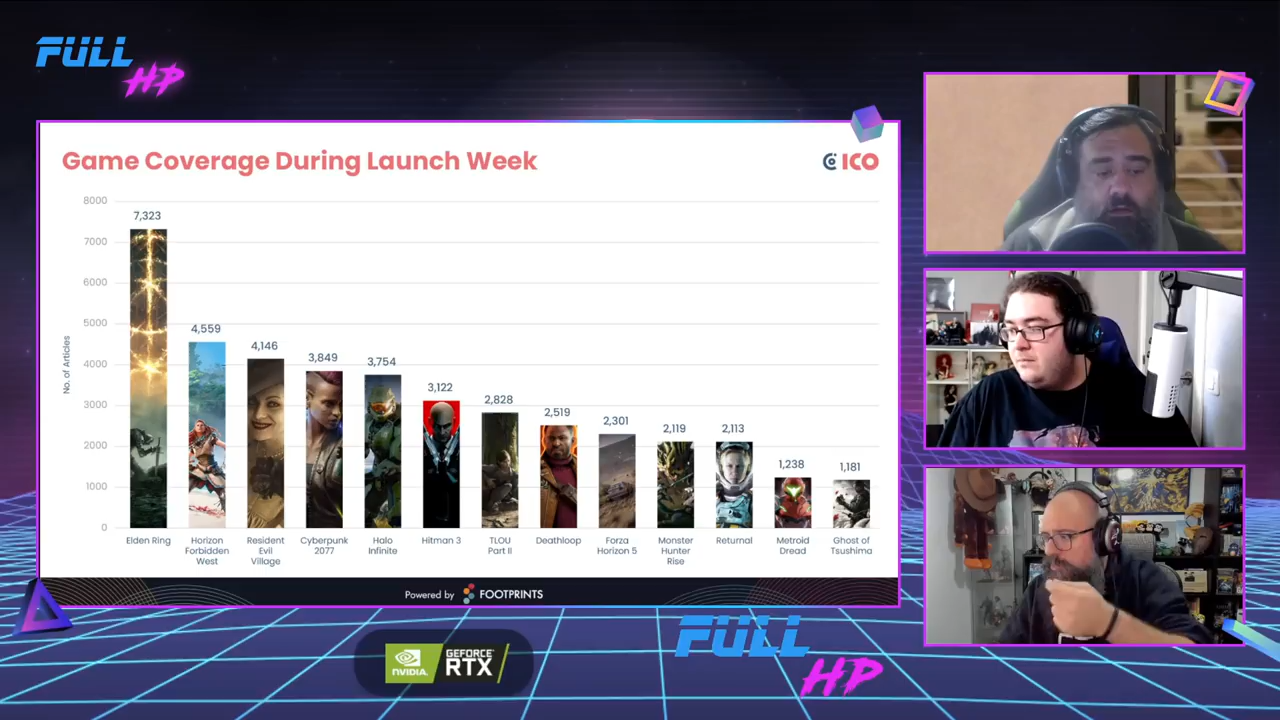 FULL
HP
Game Coverage During Launch Week
ICO
8000
7000
6000
5000
4000
3000
2000
1000
0
No. of Articles
7,323
4,559
4,146
3,849
3,754
3,122
2,828
2,519
2,301
2,119
2,113
1,238
1,181
Elden Ring
Horizon
Forbidden
West
Resident
Evil
Village
Cyberpunk
2077
Halo
Infinite
Hitman 3
TLOU
Part II
Deathloop
Forza
Horizon 5
Monster
Hunter
Rise
Returnal
Metroid
Dread
Ghost of
Tsushima
Powered by FOOTPRINTS
NVIDIA.
GEFORCE
RTX
FULL
HP